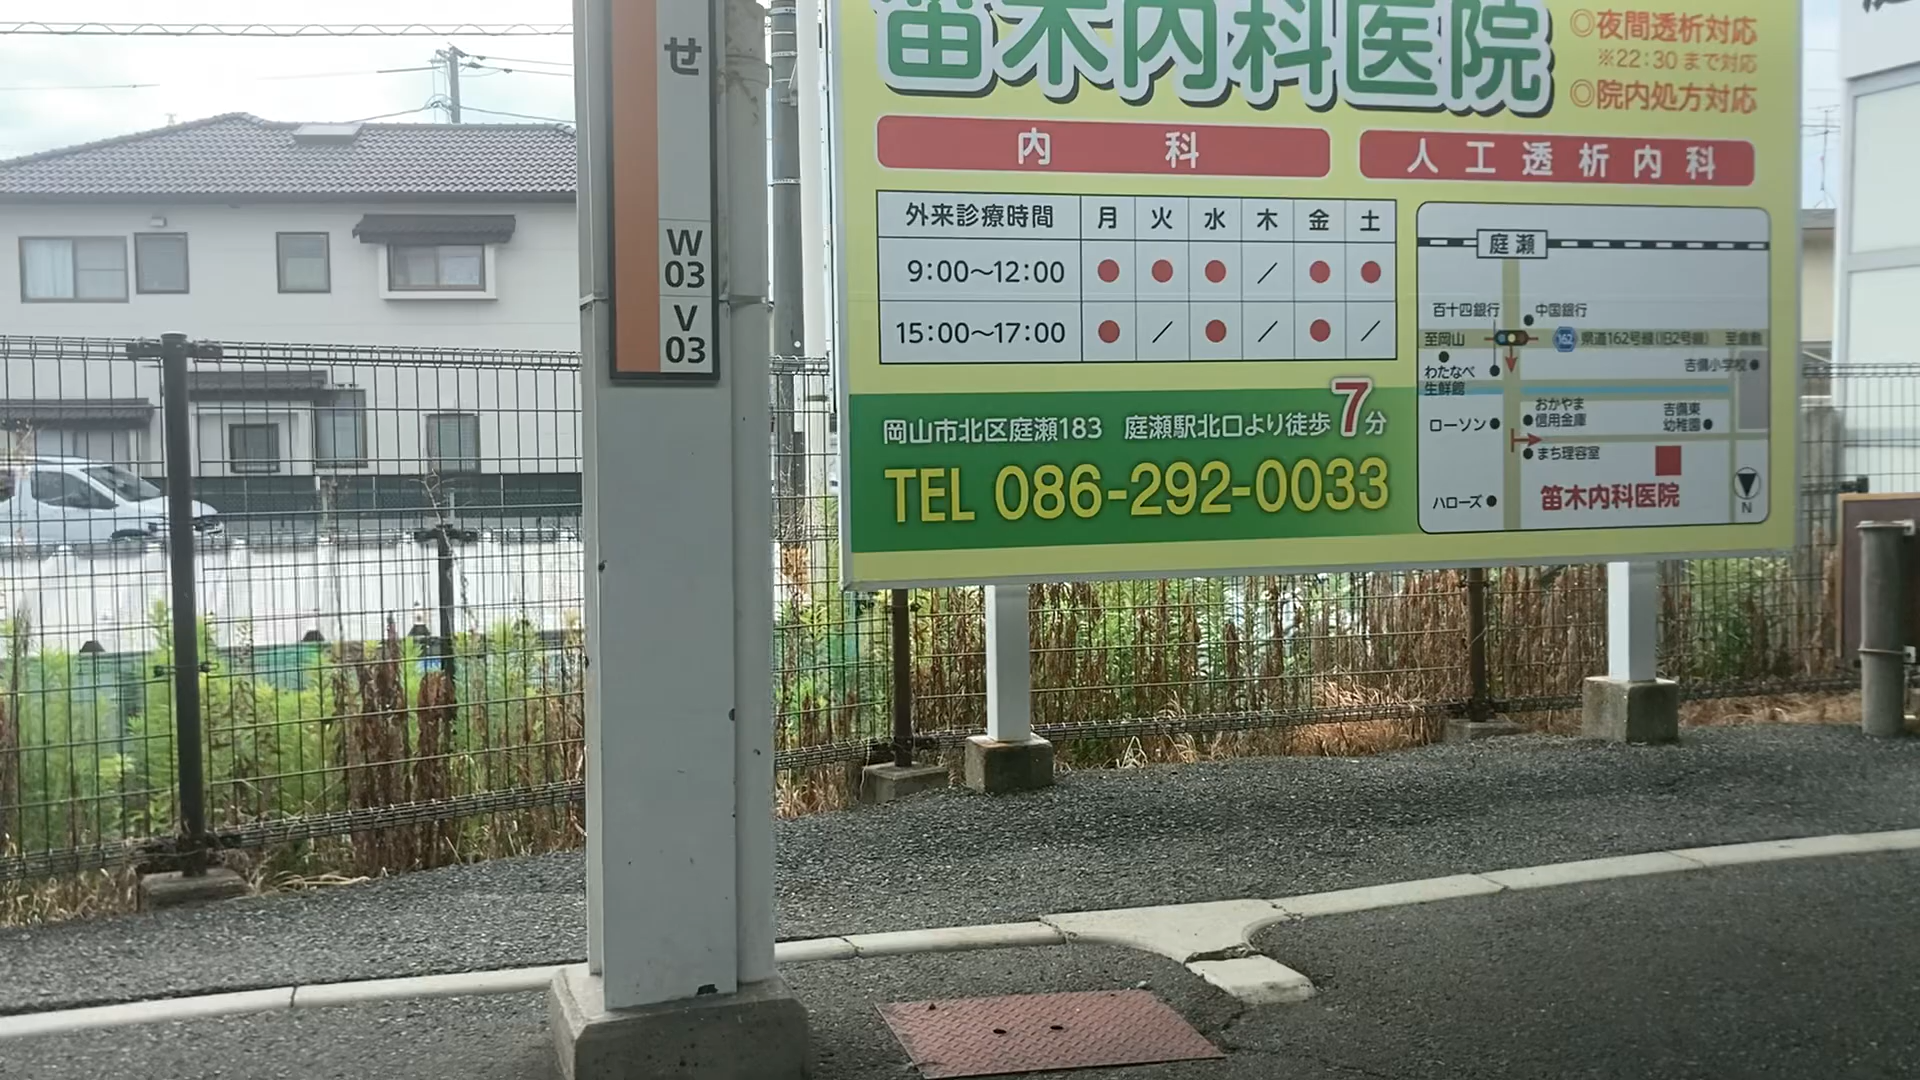 せ
W
03
V
03
笛木内科医院
◎夜間透析対応
※22:30まで対応
◎院内処方対応
内科
人工透析内科
外来診療時間 月 火 水 木 金 土
9:00〜12:00 ● ● ● ／ ● ●
15:00〜17:00 ● ／ ● ／ ● ／
岡山市北区庭瀬183 庭瀬駅北口より徒歩7分
TEL 086-292-0033
庭瀬
百十四銀行
中国銀行
至岡山
162
県道162号線(旧2号線)
至倉敷
わたなべ
生鮮館
吉備小学校
ローソン
おかやま
信用金庫
吉備東
幼稚園
まち理容室
ハローズ
笛木内科医院
N